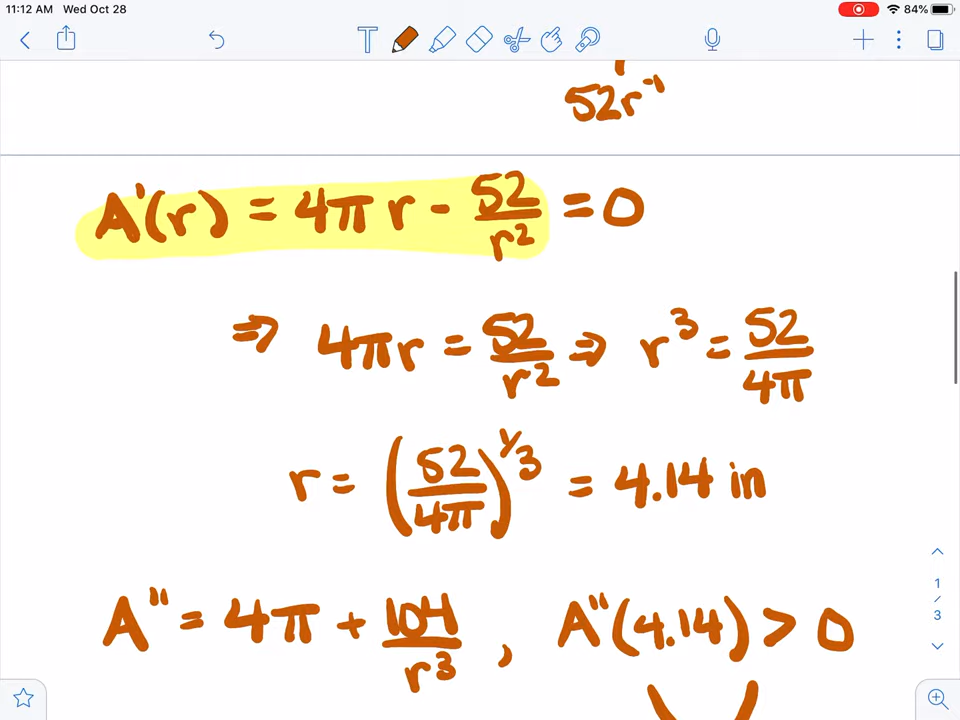 11:12 AM Wed Oct 28 84%
T
52r⁻¹
A'(r) = 4πr - 52/r² = 0
⇒ 4πr = 52/r² ⇒ r³ = 52/4π
r = (52/4π)^1/3 = 4.14 in
A'' = 4π + 104/r³ , A''(4.14) > 0
1
/
3